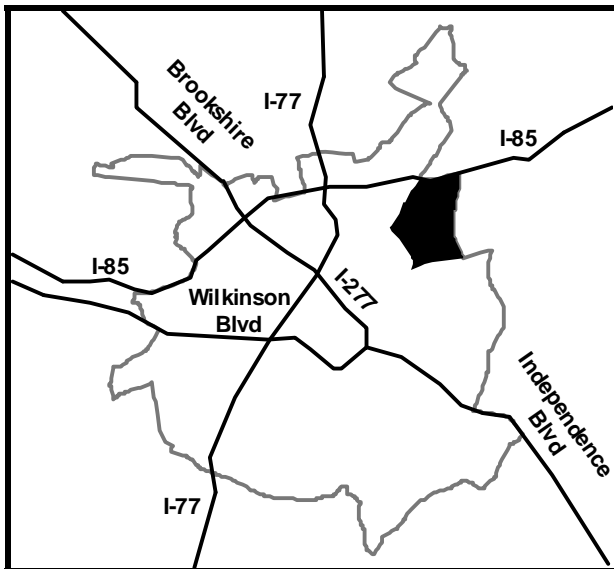 Brookshire
Blvd
I-77
I-85
I-85
Wilkinson
Blvd
I-277
Independence
Blvd
I-77